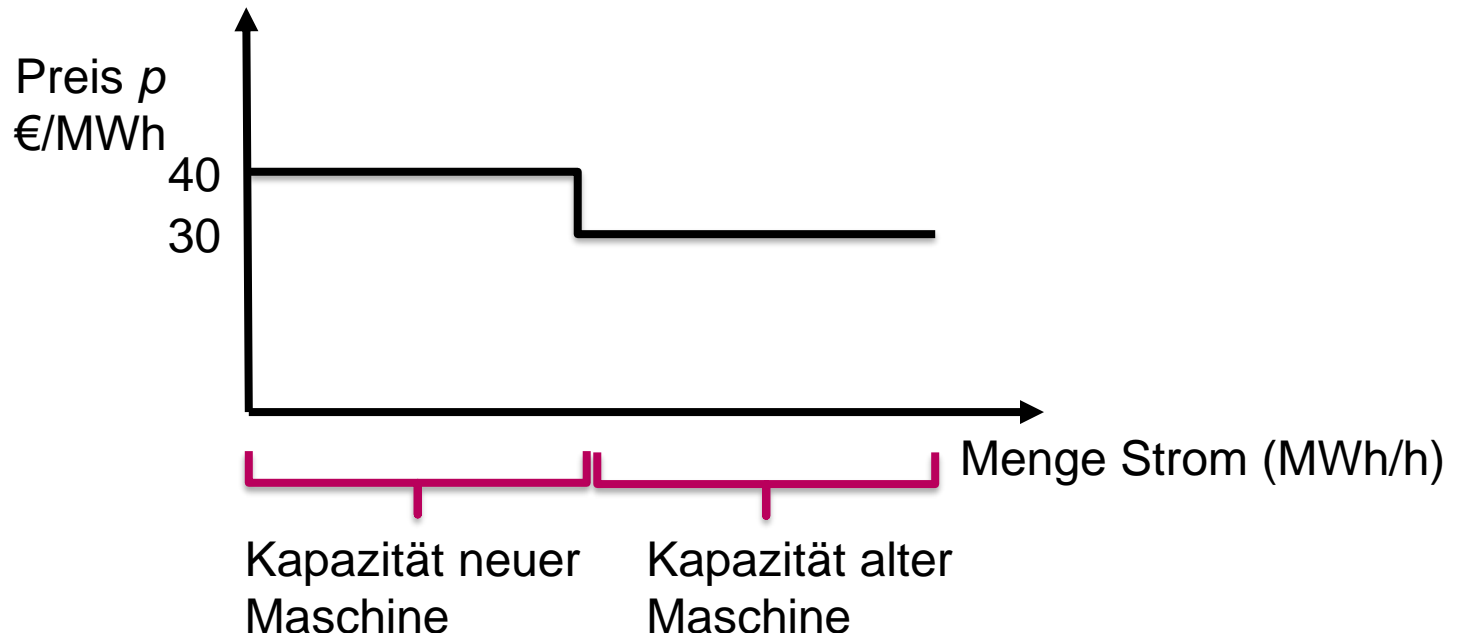 Preis p
€/MWh
40
30
Menge Strom (MWh/h)
Kapazität neuer
Maschine
Kapazität alter
Maschine